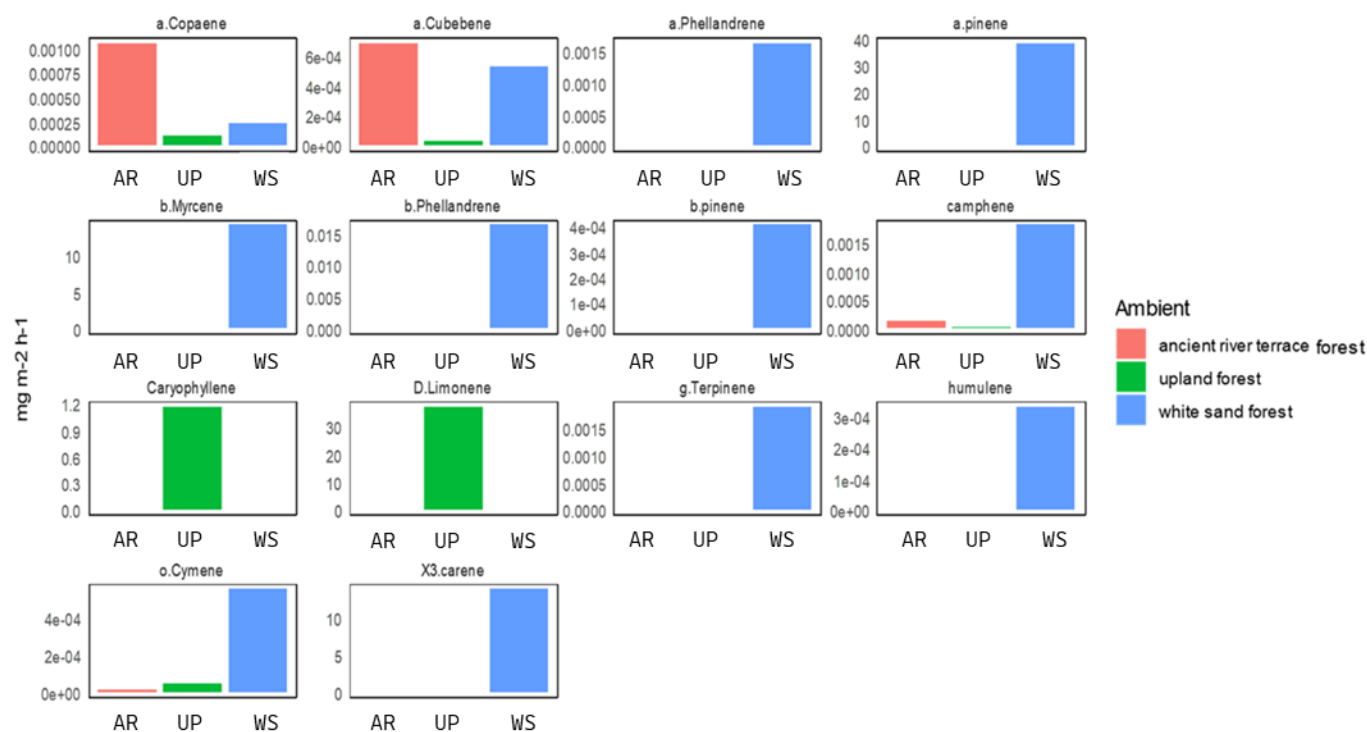 a.Copaene a.Cubebene a.Phellandrene a.pinene
0.00100 0.00075 0.00050 0.00025 0.00000
6e-04 4e-04 2e-04 0e+00
0.0015 0.0010 0.0005 0.0000
40 30 20 10 0
AR UP WS AR UP WS AR UP WS AR UP WS
b.Myrcene b.Phellandrene b.pinene camphene
10 5 0
0.015 0.010 0.005 0.000
4e-04 3e-04 2e-04 1e-04 0e+00
0.0015 0.0010 0.0005 0.0000
AR UP WS AR UP WS AR UP WS AR UP WS
Caryophyllene D.Limonene g.Terpinene humulene
1.2 0.9 0.6 0.3 0.0
30 20 10 0
0.0015 0.0010 0.0005 0.0000
3e-04 2e-04 1e-04 0e+00
AR UP WS AR UP WS AR UP WS AR UP WS
o.Cymene X3.carene
4e-04 2e-04 0e+00
10 5 0
AR UP WS AR UP WS
mg m-2 h-1
Ambient
ancient river terrace forest
upland forest
white sand forest